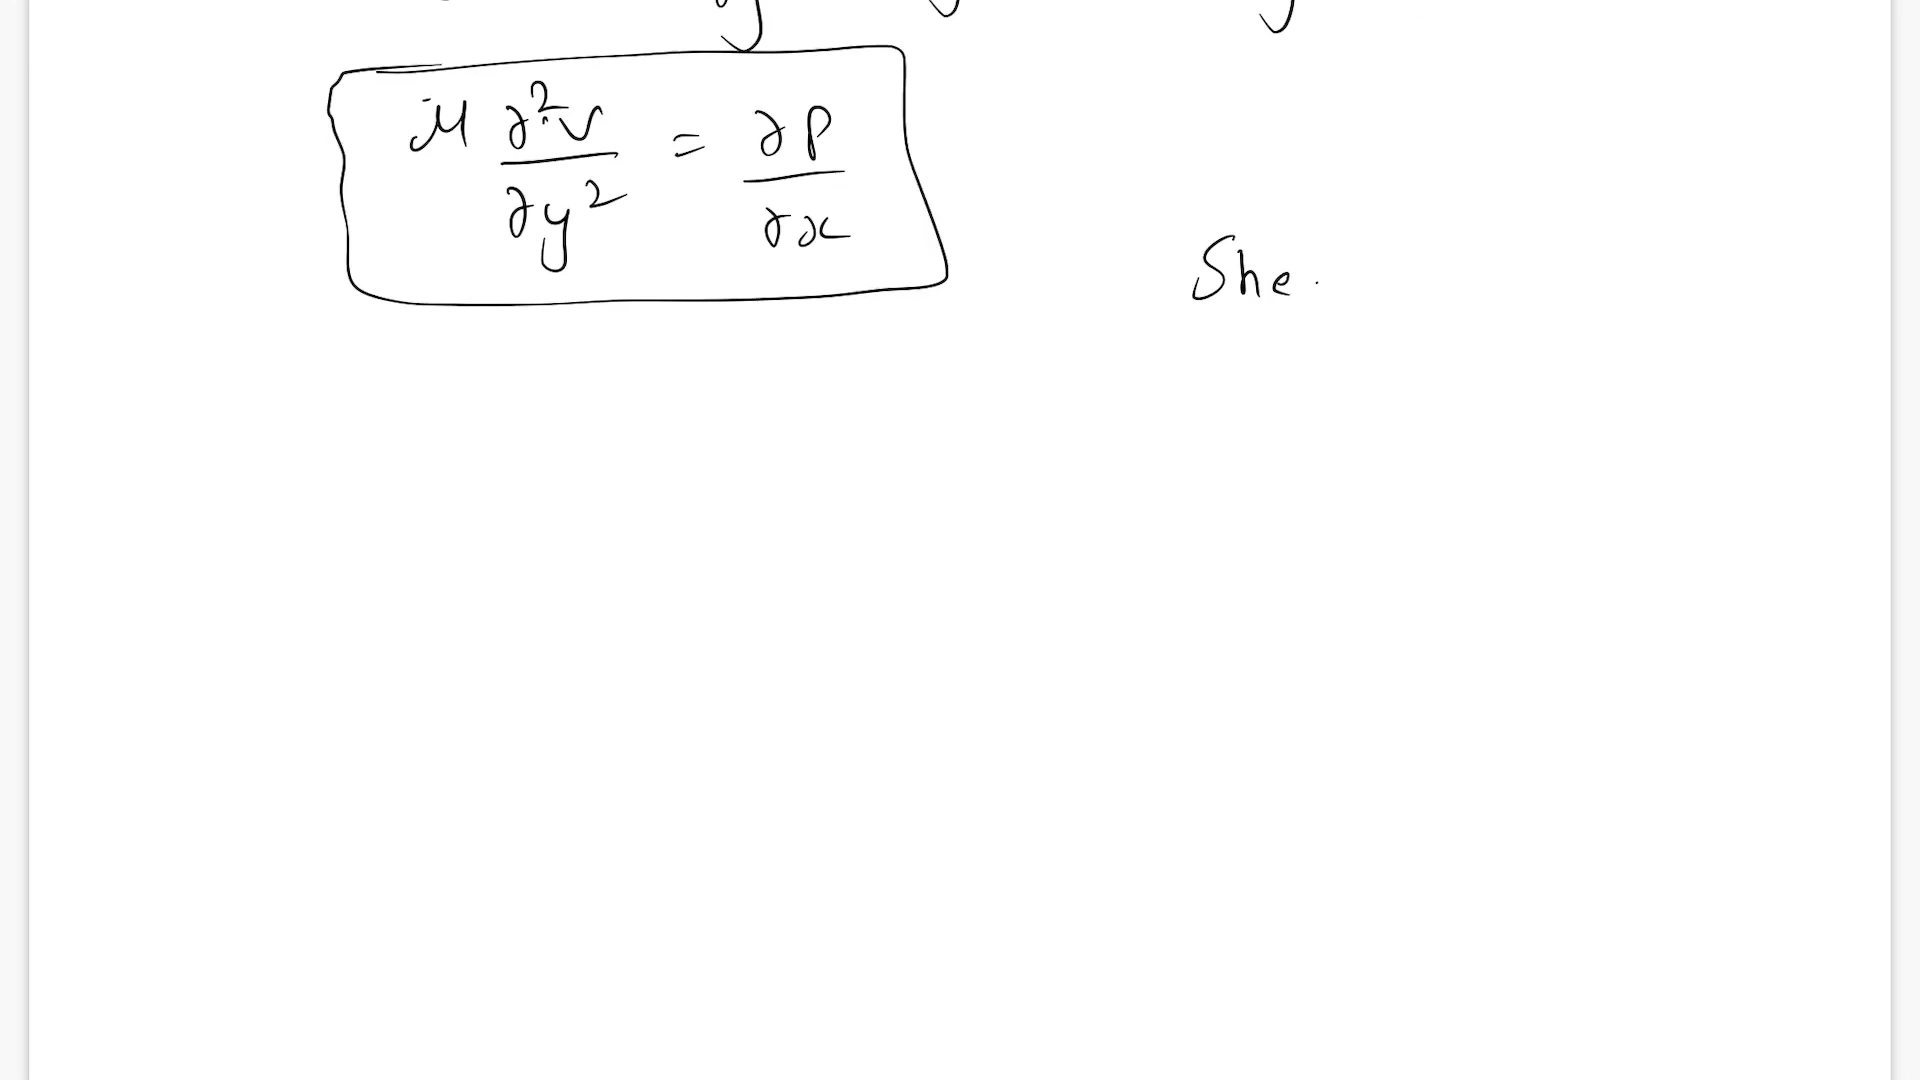 μ ∂²v/∂y² = ∂P/∂x
She